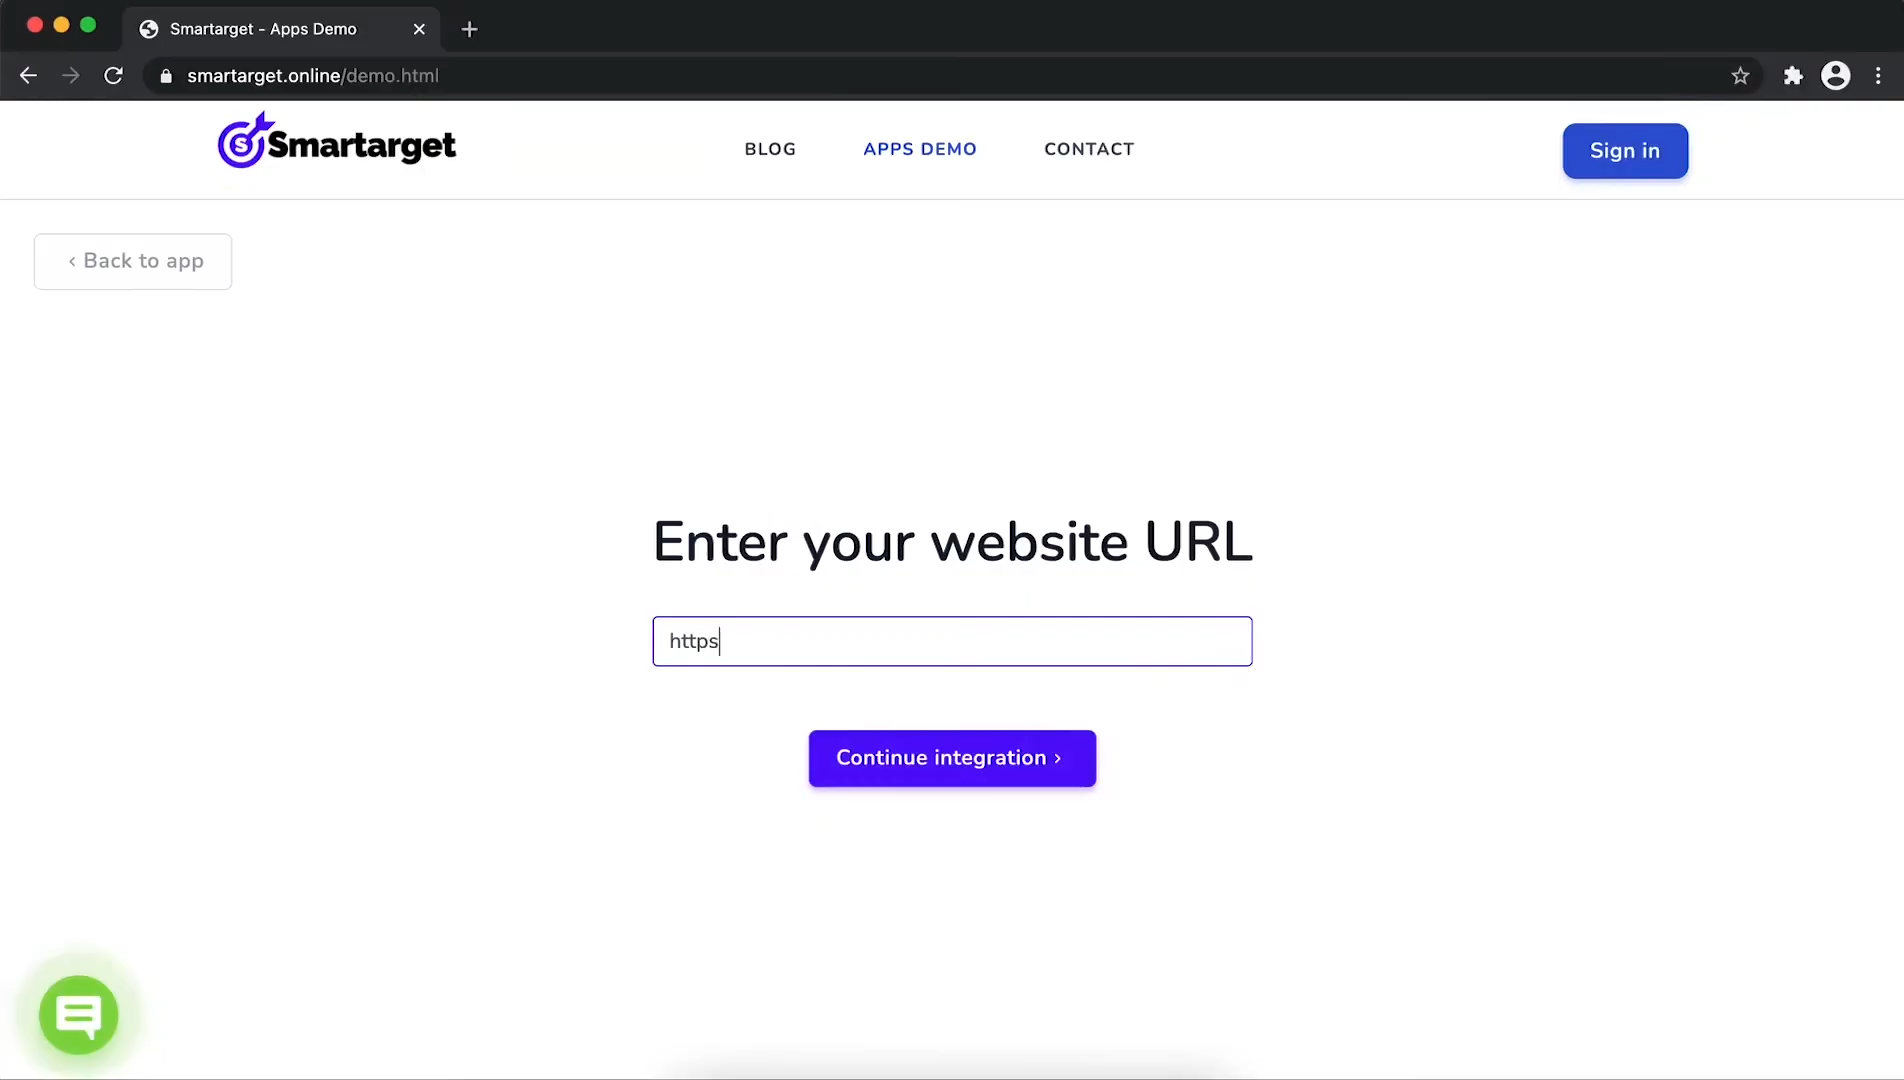 Smartarget - Apps Demo
smartarget.online/demo.html
Smartarget
BLOG
APPS DEMO
CONTACT
Sign in
‹ Back to app
Enter your website URL
https
Continue integration ›